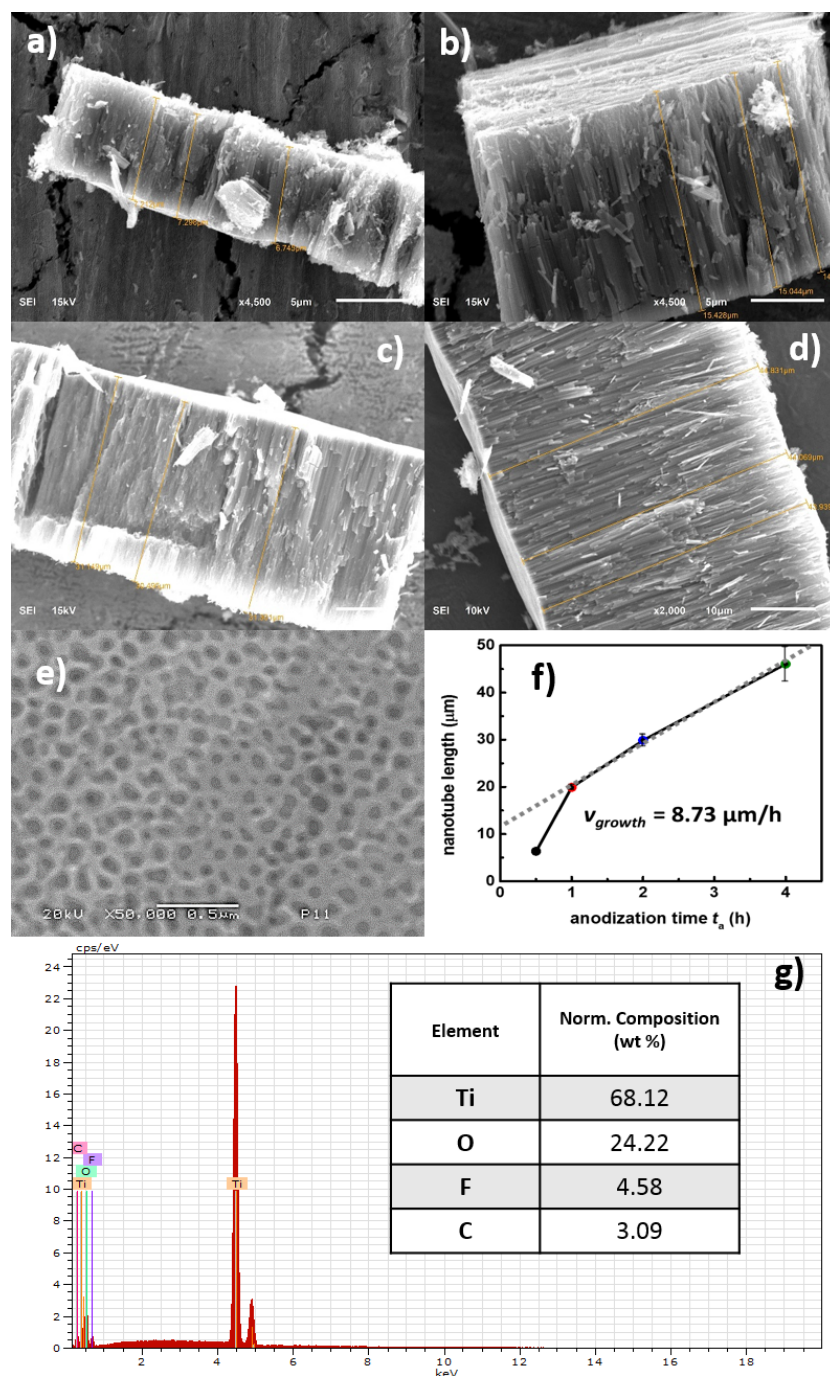 a)
7.296µm
6.743µm
SEI 15kV x4,500 5µm
b)
15.044µm
15.428µm
SEI 15kV x4,500 5µm
c)
SEI 15kV
d)
SEI 10kV x2,000 10µm
e)
20kV X50,000 0.5µm P11
f)
50
40
30
20
10
0
nanotube length (µm)
v growth = 8.73 µm/h
0 1 2 3 4
anodization time ta (h)
g)
cps/eV
24
22
20
18
16
14
12
10
8
6
4
2
0
C
F
O
Ti
Ti
2 4 6 8 10 12 14 16 18
keV
Element Norm. Composition (wt %)
Ti 68.12
O 24.22
F 4.58
C 3.09